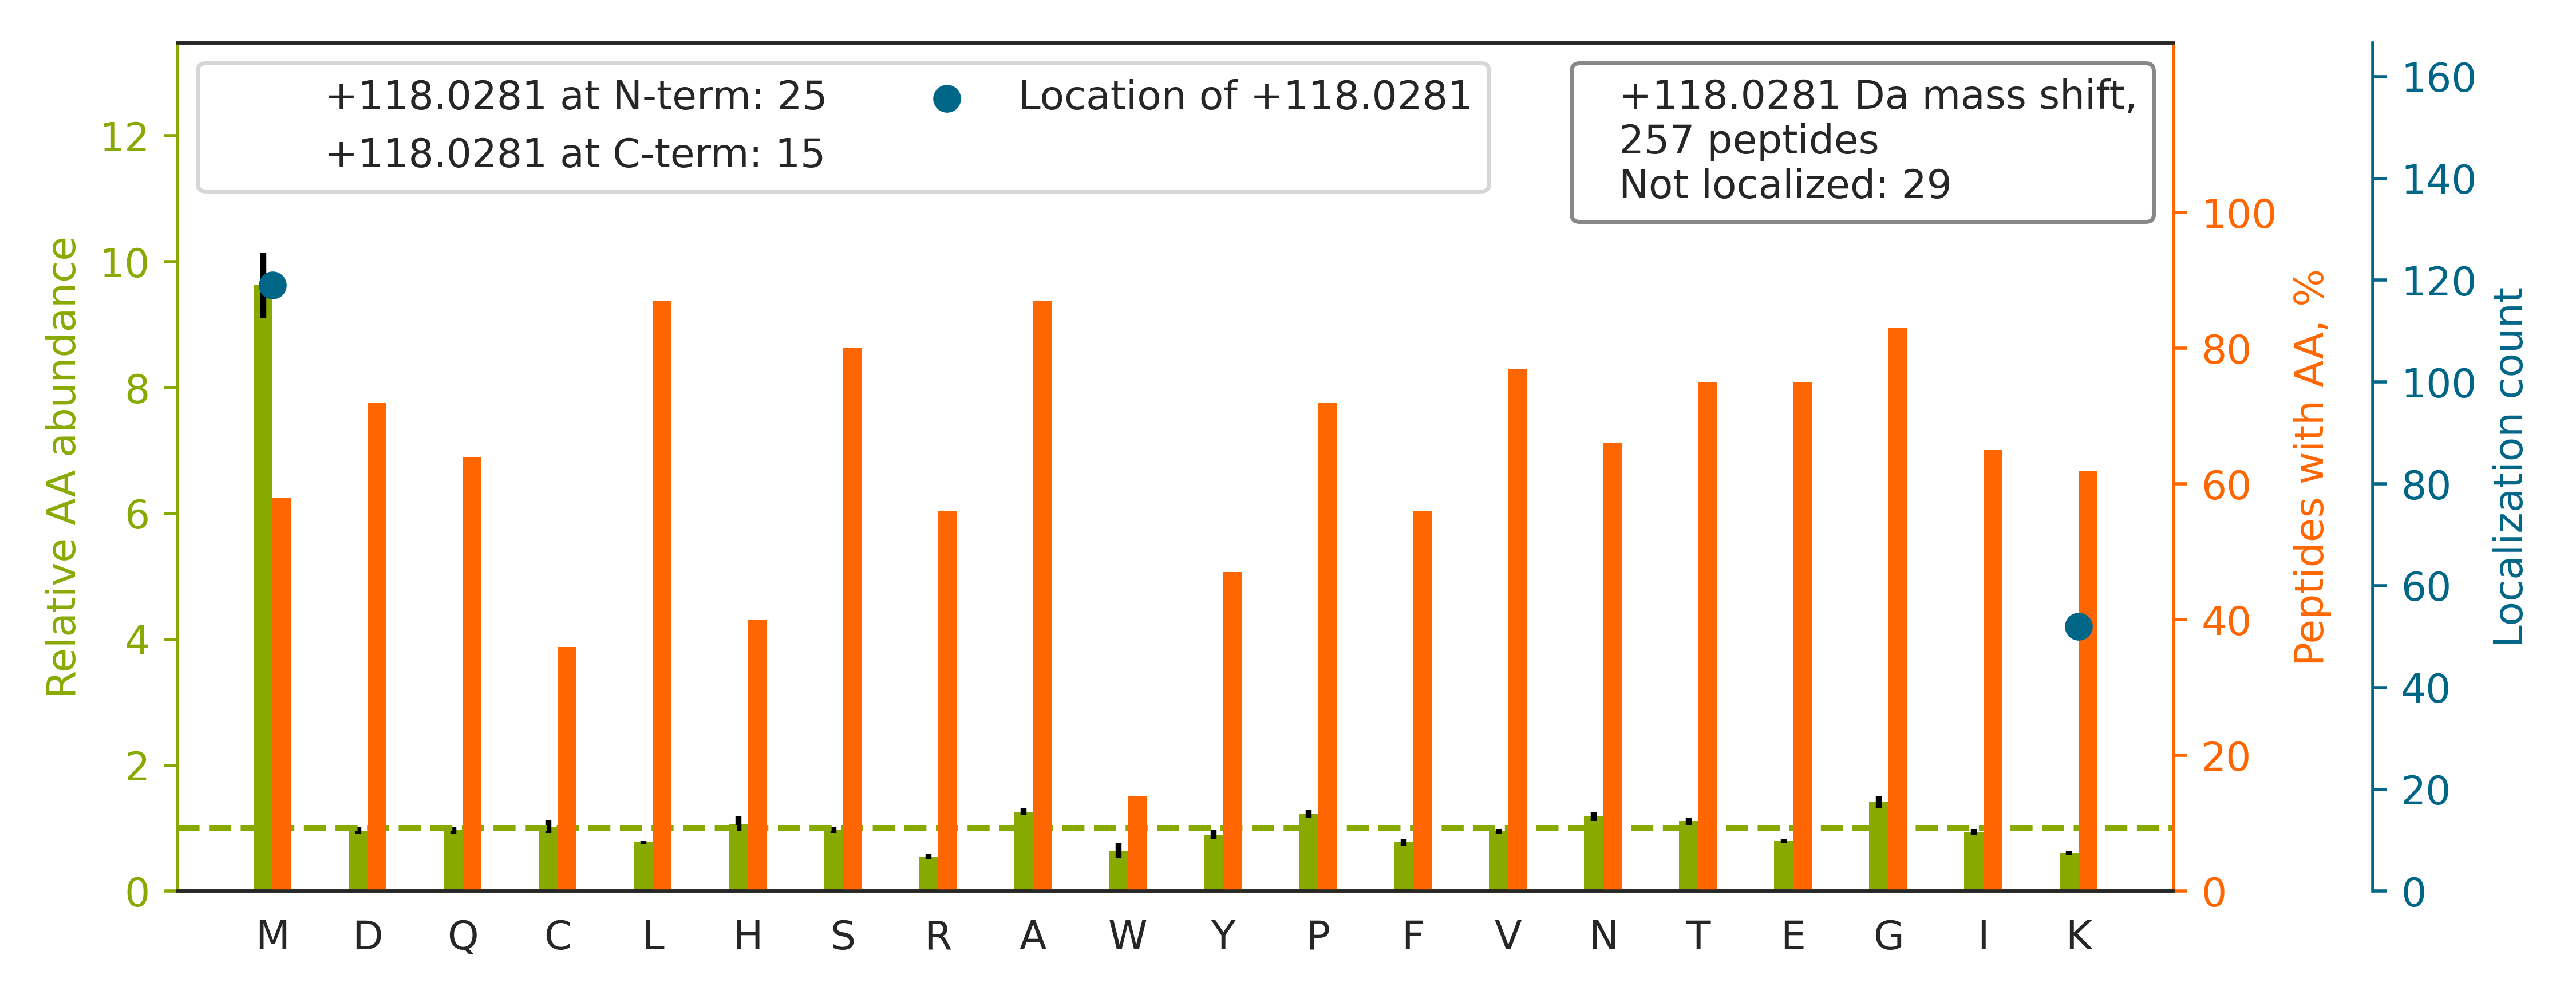 +118.0281 at N-term: 25
+118.0281 at C-term: 15
Location of +118.0281
+118.0281 Da mass shift,
257 peptides
Not localized: 29
Relative AA abundance
12
10
8
6
4
2
0
M D Q C L H S R A W Y P F V N T E G I K
100
80
60
40
20
0
Peptides with AA, %
160
140
120
100
80
60
40
20
0
Localization count